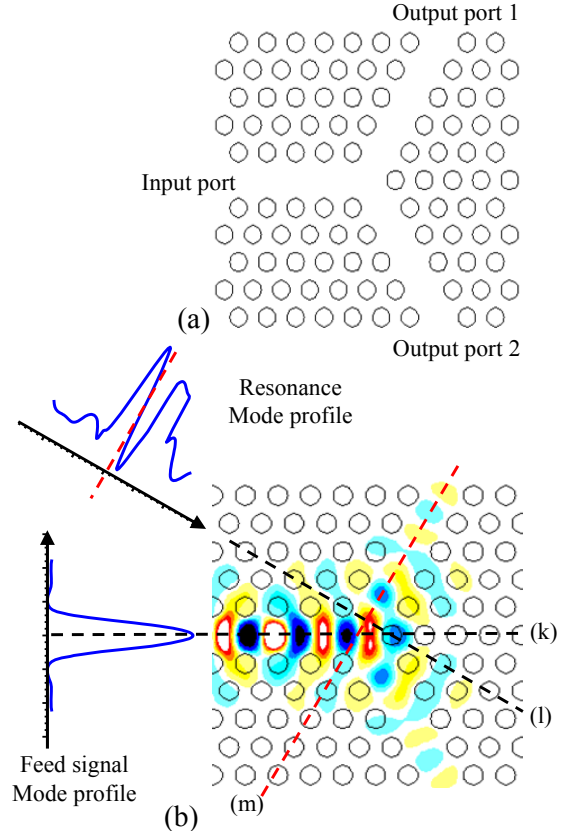 Output port 1
Input port
(a)
Output port 2
Resonance
Mode profile
(k)
(l)
Feed signal
Mode profile
(b)
(m)